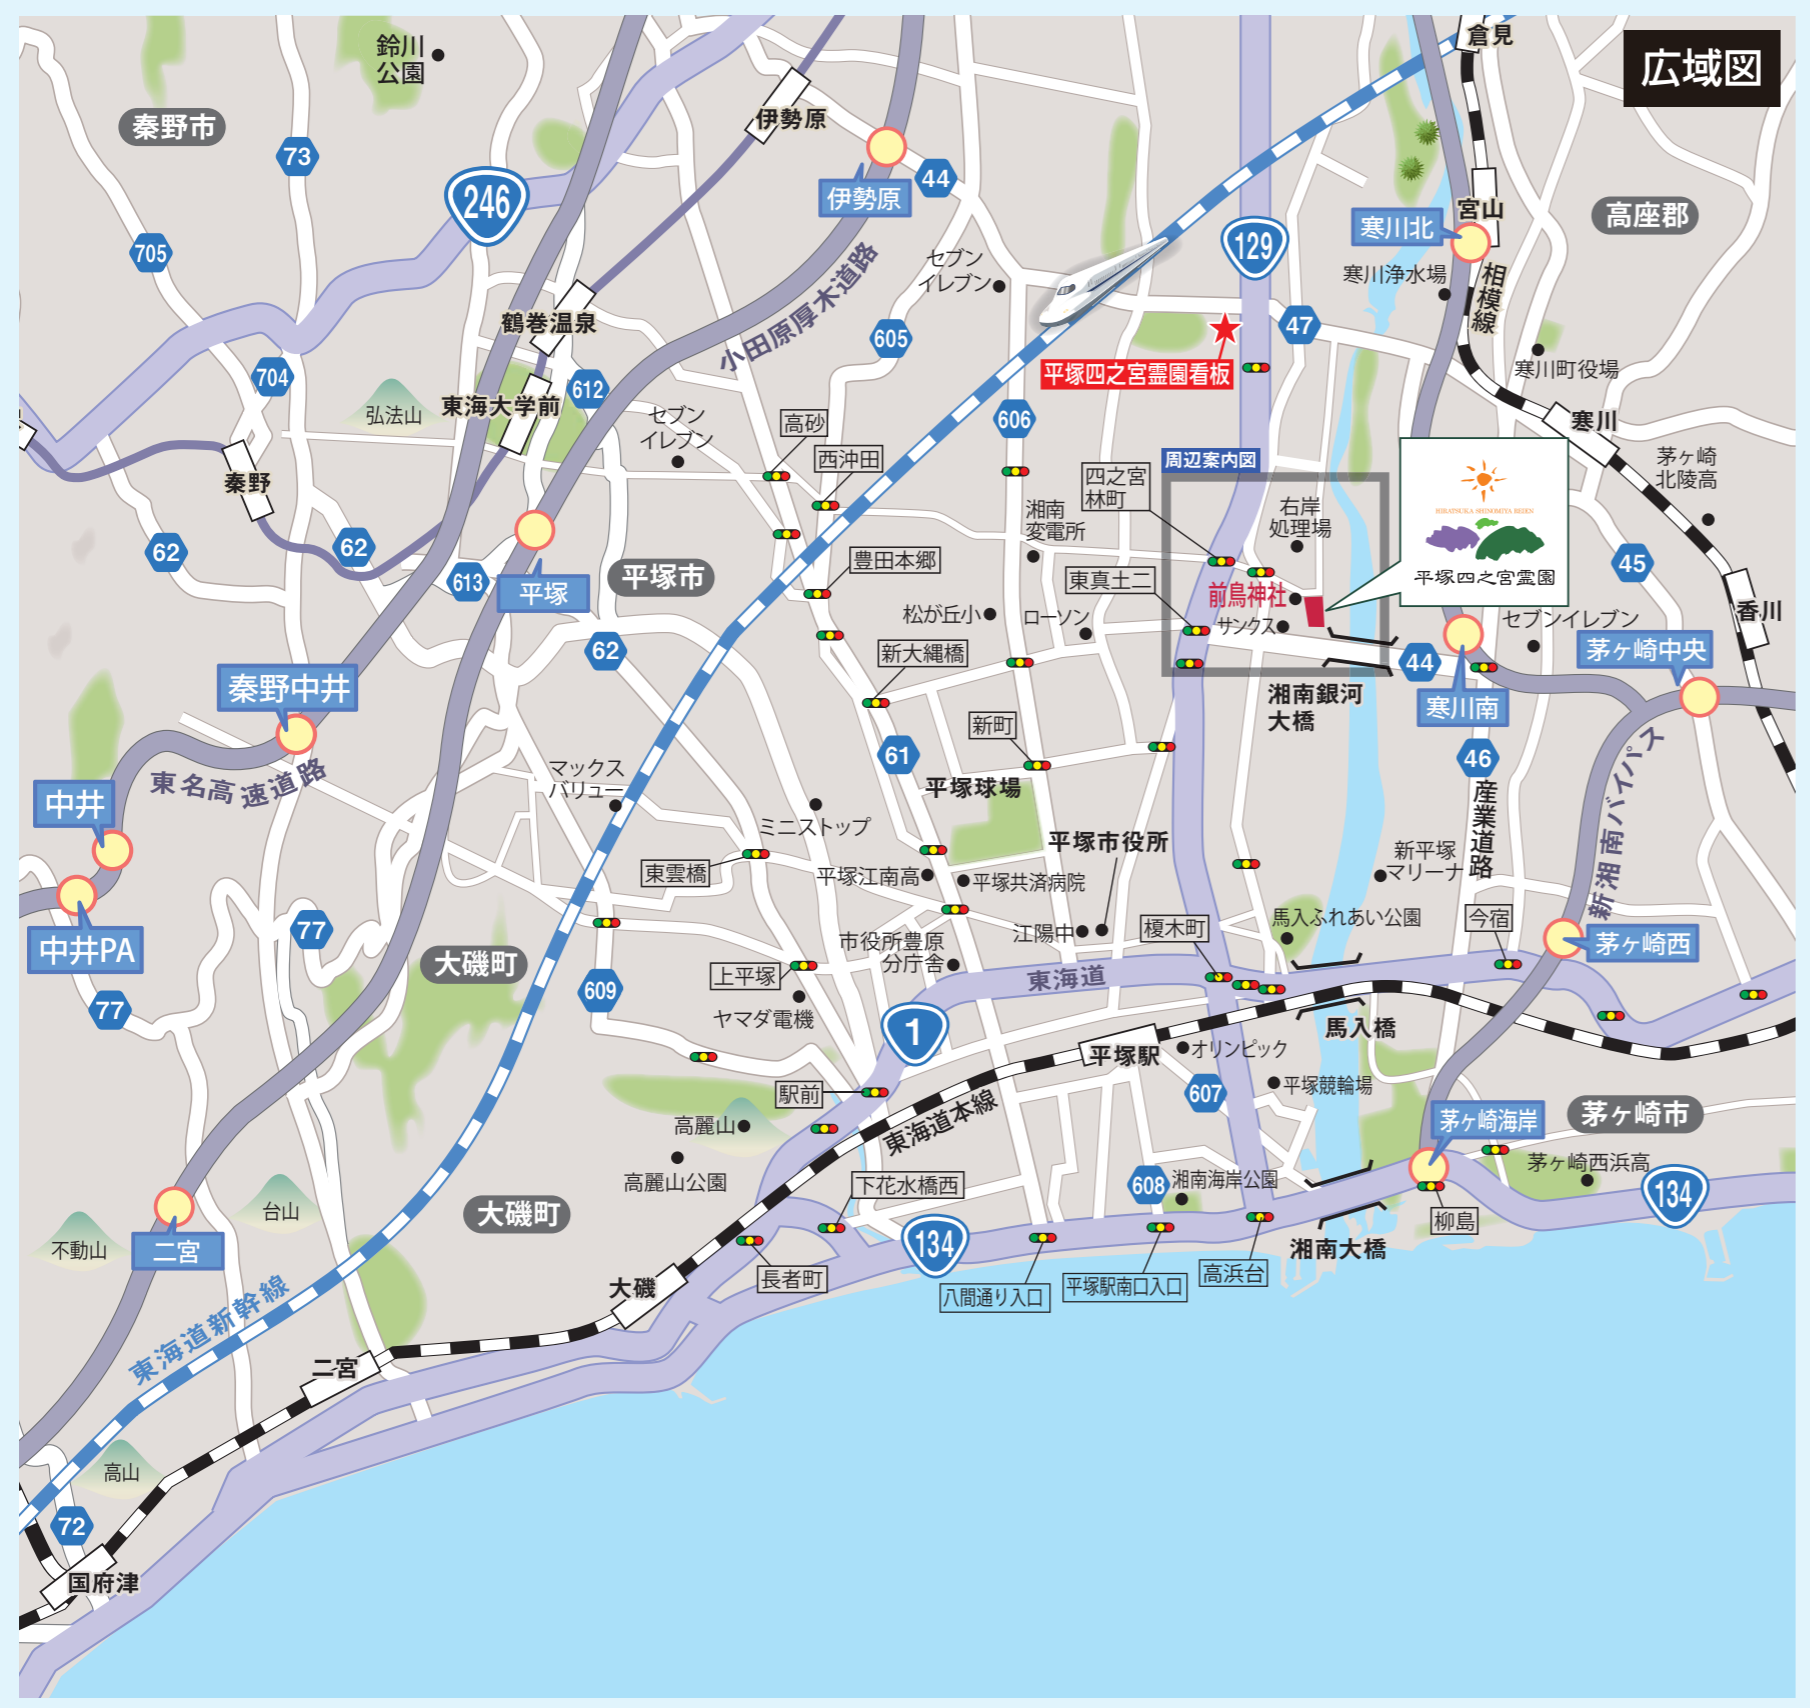 広域図
倉見
鈴川
公園
秦野市
伊勢原
73
44
伊勢原
246
宮山
高座郡
寒川北
129
705
セブン
イレブン
寒川浄水場
相模線
小田原厚木道路
鶴巻温泉
605
47
寒川町役場
平塚四之宮霊園看板
704
612
東海大学前
弘法山
セブン
イレブン
高砂
606
寒川
西沖田
周辺案内図
四之宮
林町
茅ヶ崎
北陵高
秦野
HIRATSUKA SHINOMIYA REIEN
平塚四之宮霊園
湘南
変電所
右岸
処理場
62
62
613
平塚
平塚市
豊田本郷
東真土二
前鳥神社
45
香川
松が丘小
ローソン
サンクス
セブンイレブン
62
新大縄橋
44
茅ヶ崎中央
秦野中井
湘南銀河
大橋
寒川南
新町
61
46
東名高速道路
マックス
バリュー
平塚球場
産業道路
新湘南バイパス
中井
ミニストップ
平塚市役所
新平塚
マリーナ
東雲橋
平塚江南高
平塚共済病院
77
中井PA
大磯町
市役所豊原
分庁舎
江陽中
榎木町
馬入ふれあい公園
今宿
茅ヶ崎西
上平塚
東海道
609
77
ヤマダ電機
1
馬入橋
平塚駅
オリンピック
駅前
607
平塚競輪場
東海道本線
高麗山
茅ヶ崎海岸
茅ヶ崎市
高麗山公園
下花水橋西
608
湘南海岸公園
茅ヶ崎西浜高
134
台山
大磯町
不動山
二宮
134
柳島
湘南大橋
大磯
長者町
八間通り入口
平塚駅南口入口
高浜台
東海道新幹線
二宮
高山
72
国府津